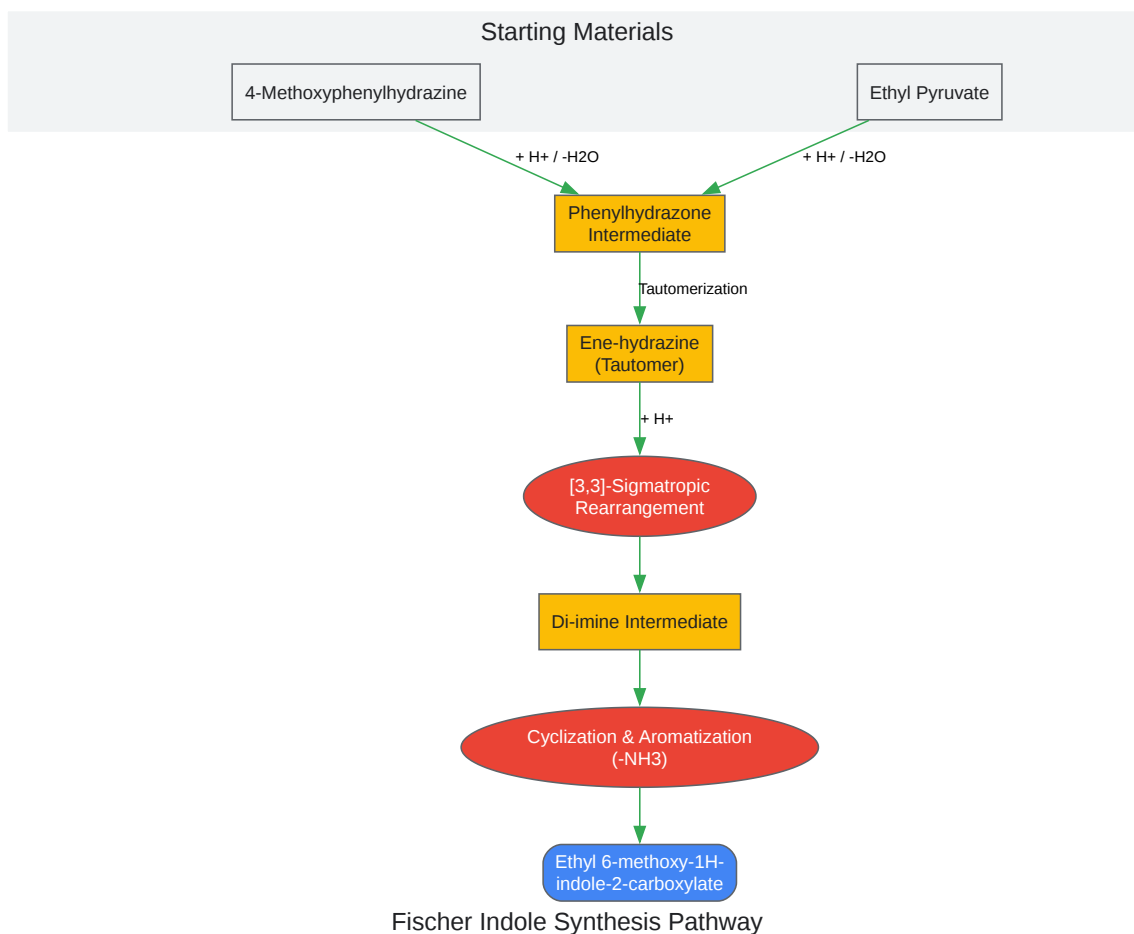 Starting Materials
4-Methoxyphenylhydrazine
Ethyl Pyruvate
+ H+ / -H2O
+ H+ / -H2O
Phenylhydrazone
Intermediate
Tautomerization
Ene-hydrazine
(Tautomer)
+ H+
[3,3]-Sigmatropic
Rearrangement
Di-imine Intermediate
Cyclization & Aromatization
(-NH3)
Ethyl 6-methoxy-1H-
indole-2-carboxylate
Fischer Indole Synthesis Pathway